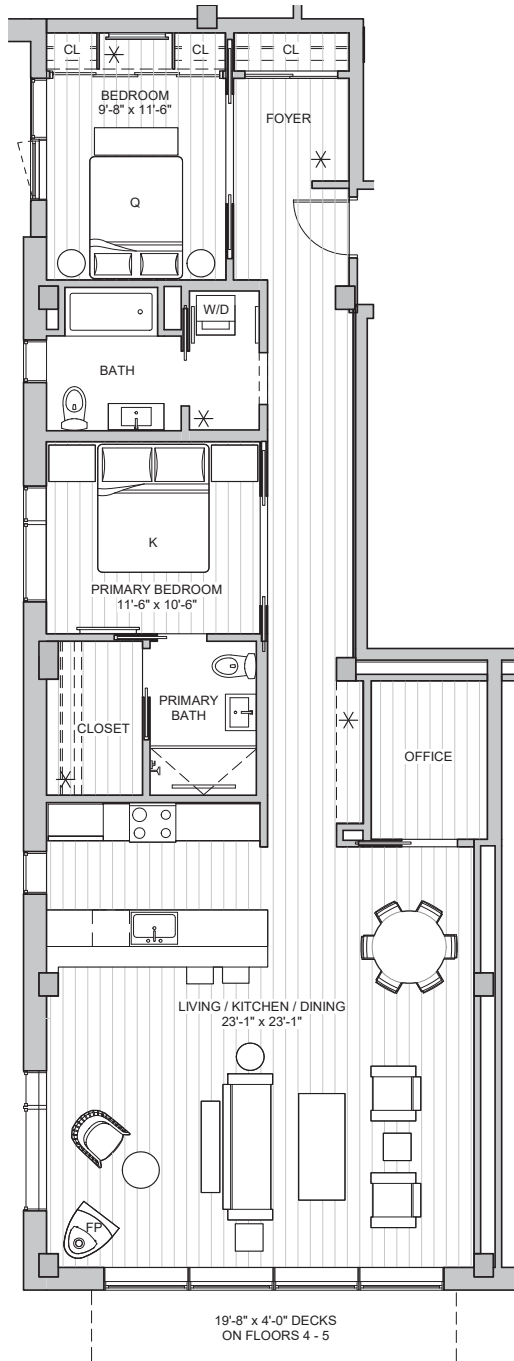 CL
CL
CL
BEDROOM
9'-8" x 11'-6"
FOYER
Q
W/D
BATH
K
PRIMARY BEDROOM
11'-6" x 10'-6"
PRIMARY
BATH
CLOSET
OFFICE
LIVING / KITCHEN / DINING
23'-1" x 23'-1"
FP
19'-8" x 4'-0" DECKS
ON FLOORS 4 - 5